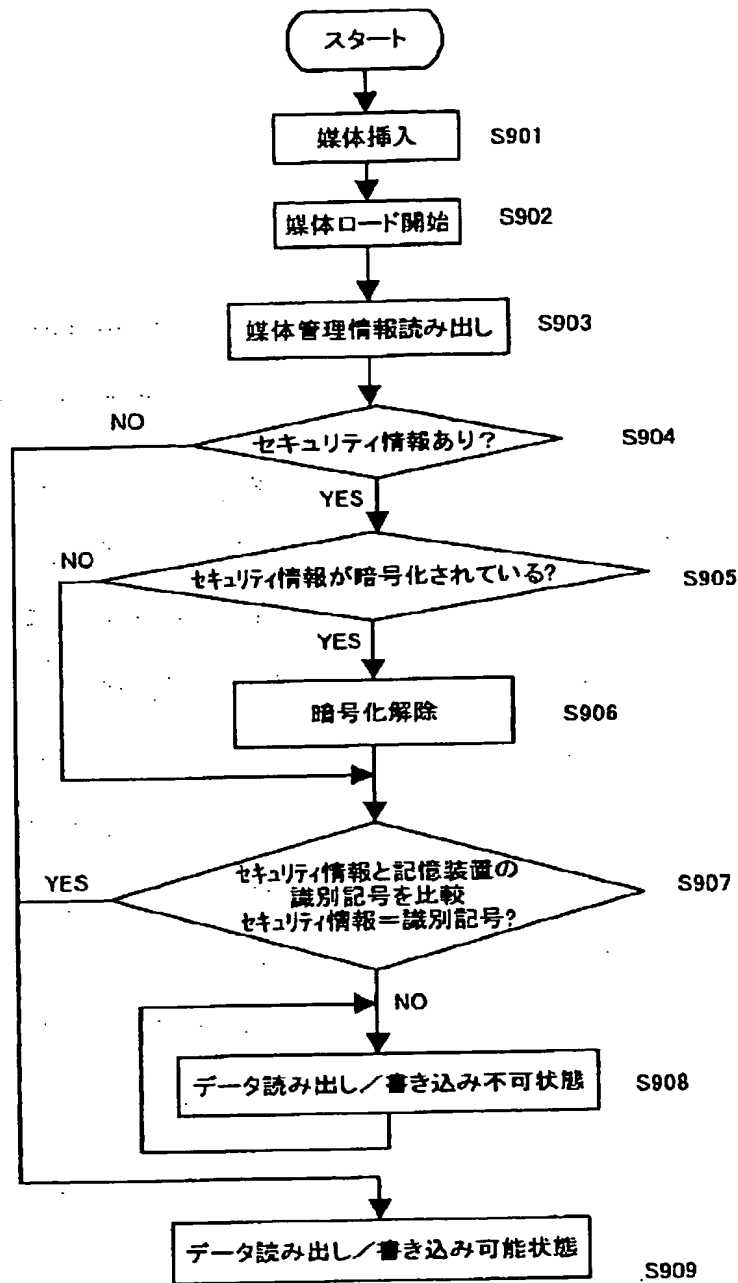 スタート
媒体挿入 S901
媒体ロード開始 S902
媒体管理情報読み出し S903
NO セキュリティ情報あり? S904
YES
NO セキュリティ情報が暗号化されている? S905
YES
暗号化解除 S906
セキュリティ情報と記憶装置の
識別記号を比較
セキュリティ情報=識別記号?
YES S907
NO
データ読み出し/書き込み不可状態 S908
データ読み出し/書き込み可能状態 S909